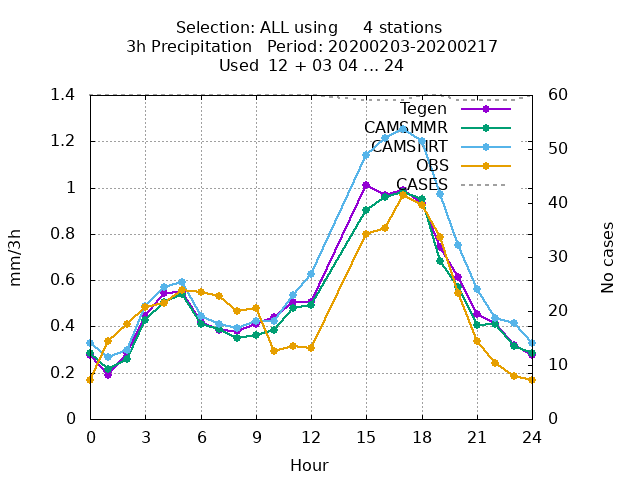 Selection: ALL using     4 stations
3h Precipitation   Period: 20200203-20200217
Used  12 + 03 04 ... 24
1.4
1.2
1
0.8
0.6
0.4
0.2
0
60
50
40
30
20
10
0
Tegen
CAMSMMR
CAMSNRT
OBS
CASES
mm/3h
No cases
0 3 6 9 12 15 18 21 24
Hour